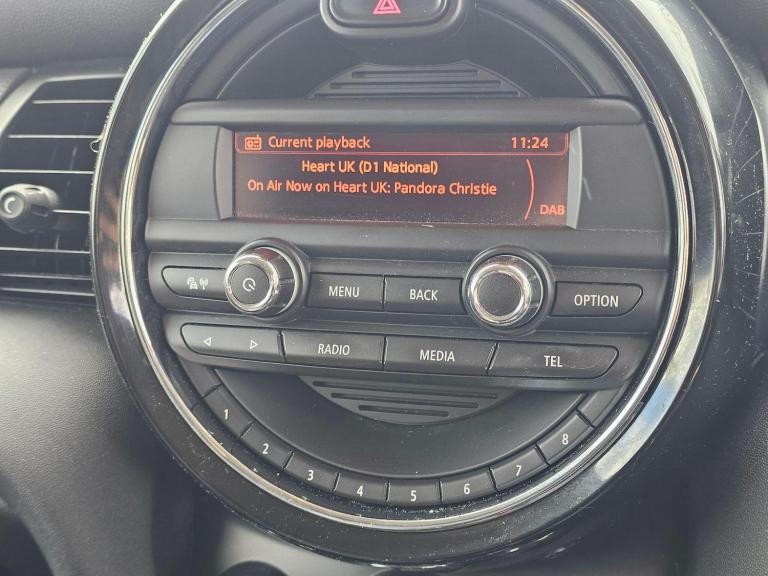 Current playback 11:24
Heart UK (D1 National)
On Air Now on Heart UK: Pandora Christie
DAB
MENU BACK OPTION
RADIO MEDIA TEL
1 2 3 4 5 6 7 8